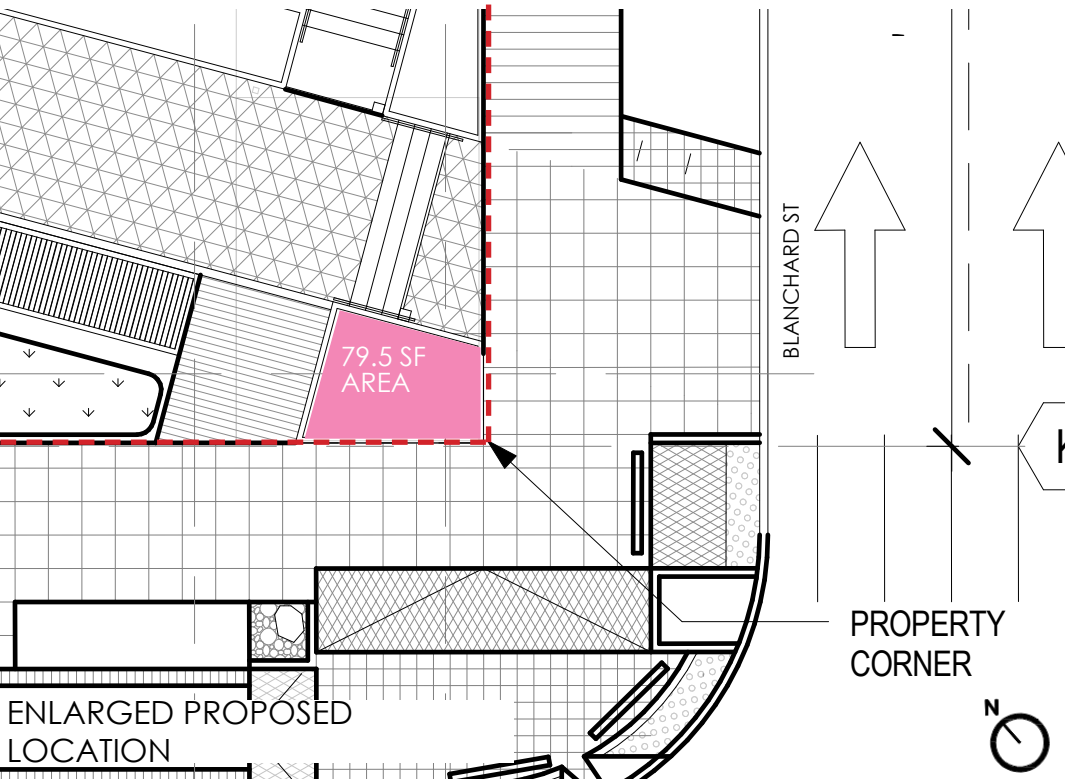 BLANCHARD ST
79.5 SF
AREA
K
PROPERTY
CORNER
ENLARGED PROPOSED
LOCATION
N